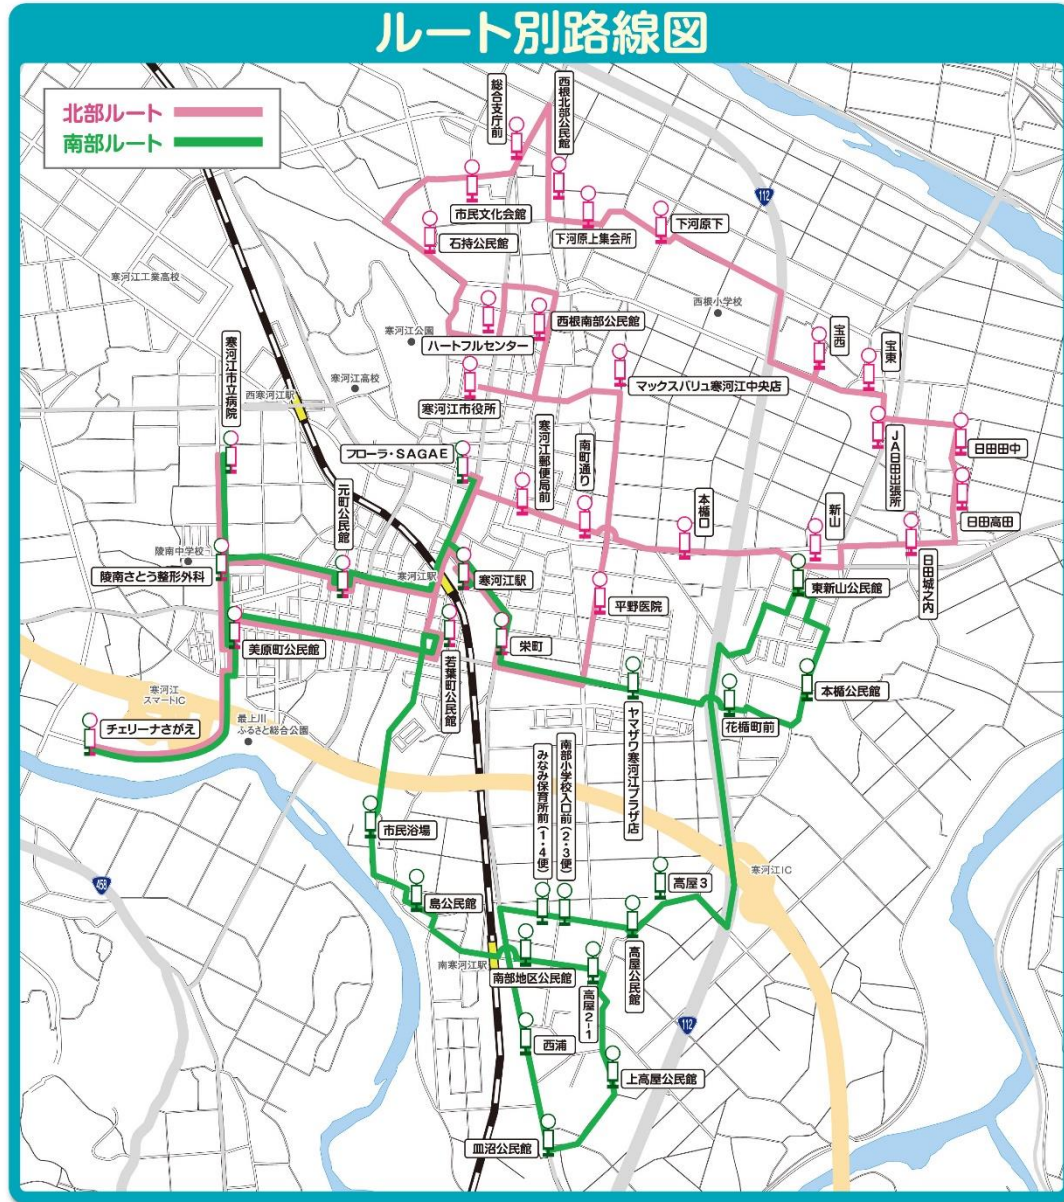 ルート別路線図
北部ルート
南部ルート
総合支庁前
西根北部公民館
112
市民文化会館
下河原上集会所
下河原下
石持公民館
寒河江工業高校
西根小学校
寒河江公園
ハートフルセンター
西根南部公民館
宝西
宝東
寒河江市立病院
寒河江高校
西寒河江駅
寒河江市役所
マックスバリュ寒河江中央店
フローラ・SAGAE
寒河江郵便局前
南町通り
JA日田出張所
日田田中
元町公民館
本楯口
新山
日田高田
日田城之内
陵南中学校
陵南さとう整形外科
寒河江駅
寒河江駅
東新山公民館
平野医院
美原町公民館
若葉町公民館
栄町
本楯公民館
寒河江
スマートIC
チェリーナさがえ
最上川
ふるさと総合公園
ヤマザワ寒河江プラザ店
花楯町前
みなみ保育所前(1・4便)
南部小学校入口前(2・3便)
市民浴場
寒河江IC
458
島公民館
高屋3
高屋公民館
南寒河江駅
南部地区公民館
高屋2-1
112
西浦
上高屋公民館
皿沼公民館